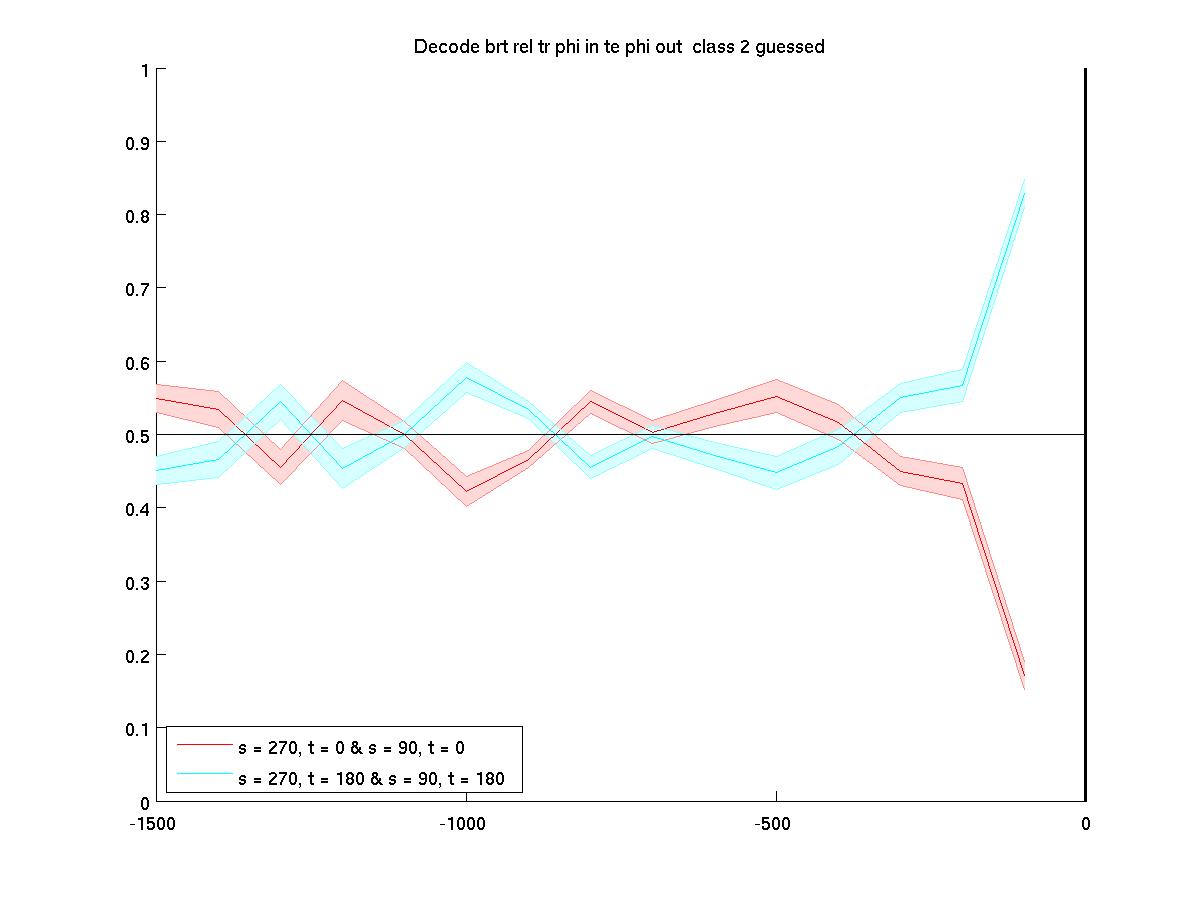 Decode brt rel tr phi in te phi out  class 2 guessed
1
0.9
0.8
0.7
0.6
0.5
0.4
0.3
0.2
0.1
0
s = 270, t = 0 & s = 90, t = 0
s = 270, t = 180 & s = 90, t = 180
-1500 -1000 -500 0